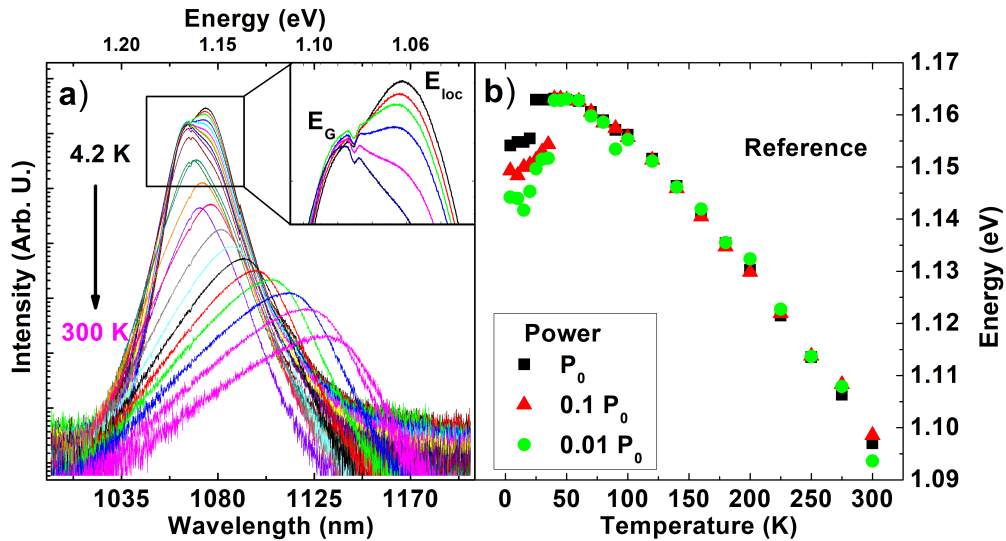 Energy (eV)
1.20 1.15 1.10 1.06
a)
4.2 K
300 K
E_G
E_loc
Intensity (Arb. U.)
1035 1080 1125 1170
Wavelength (nm)
b)
Reference
Power
P_0
0.1 P_0
0.01 P_0
1.17
1.16
1.15
1.14
1.13
1.12
1.11
1.10
1.09
Energy (eV)
0 50 100 150 200 250 300
Temperature (K)